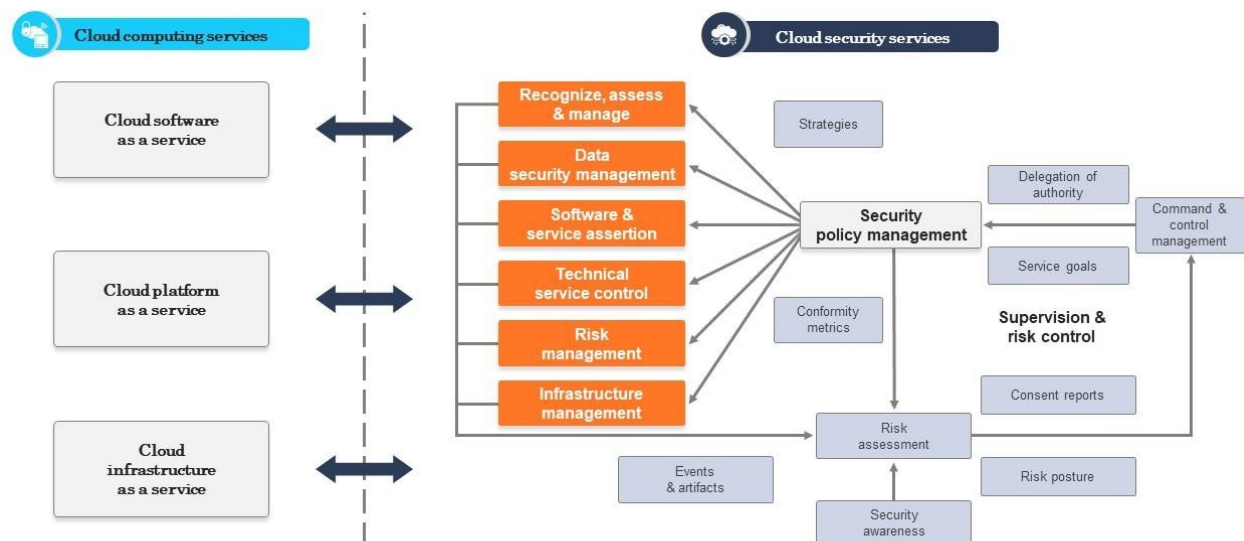 Cloud computing services
Cloud security services
Cloud software
as a service
Cloud platform
as a service
Cloud
infrastructure
as a service
Recognize, assess
& manage
Data
security management
Software &
service assertion
Technical
service control
Risk
management
Infrastructure
management
Strategies
Security
policy management
Conformity
metrics
Delegation of
authority
Command &
control
management
Service goals
Supervision &
risk control
Consent reports
Risk
assessment
Risk posture
Events
& artifacts
Security
awareness